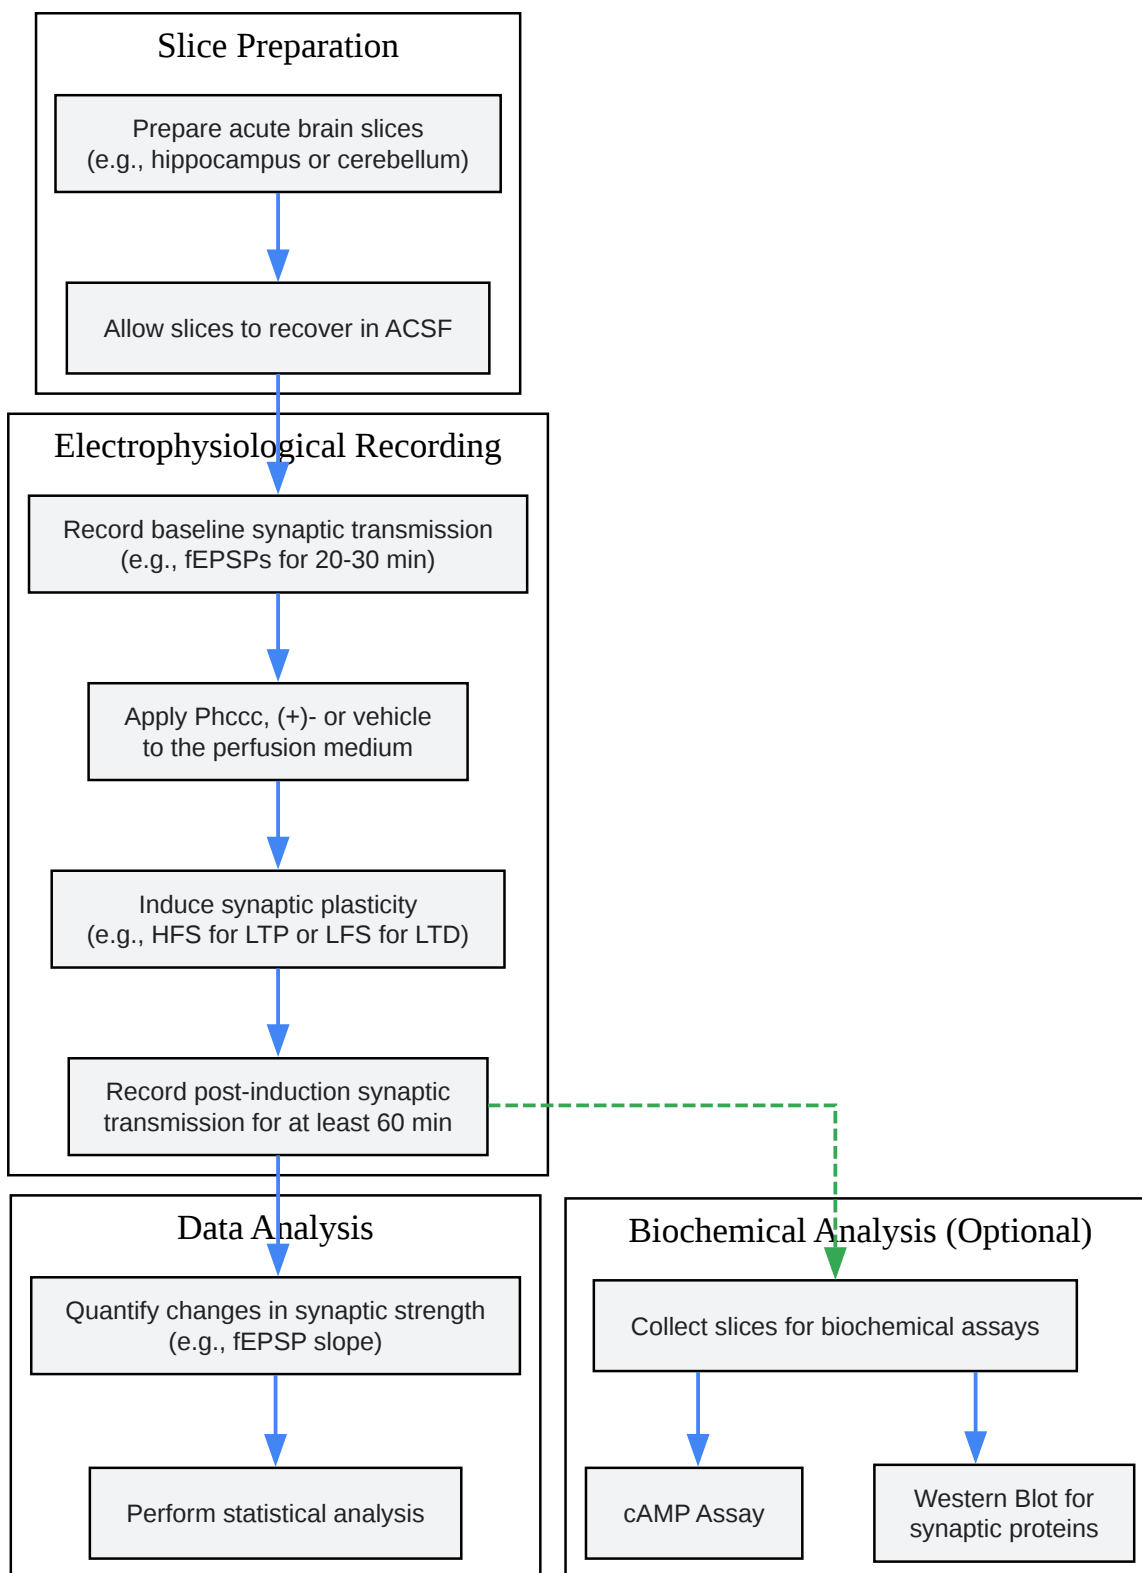 Slice Preparation
Prepare acute brain slices
(e.g., hippocampus or cerebellum)
Allow slices to recover in ACSF
Electrophysiological Recording
Record baseline synaptic transmission
(e.g., fEPSPs for 20-30 min)
Apply Phccc, (+)- or vehicle
to the perfusion medium
Induce synaptic plasticity
(e.g., HFS for LTP or LFS for LTD)
Record post-induction synaptic
transmission for at least 60 min
Data Analysis
Quantify changes in synaptic strength
(e.g., fEPSP slope)
Perform statistical analysis
Biochemical Analysis (Optional)
Collect slices for biochemical assays
cAMP Assay
Western Blot for
synaptic proteins